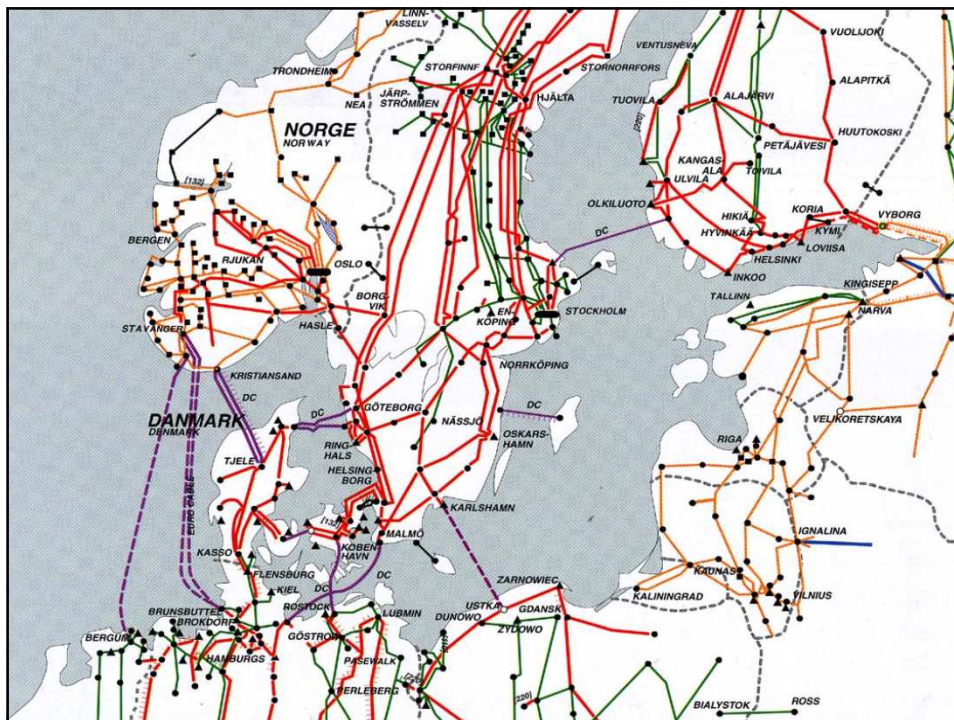 LINN-
VASSELV
TRONDHEIM
NEA
STORFINNF
JÄRP-
STRÖMMEN
HJÄLTA
STORNORRFORS
VENTUSNEVA
VUOLIJOKI
TUOVILA
ALAJÄRVI
ALAPITKÄ
[220]
HUUTOKOSKI
PETÄJÄVESI
KANGAS-
ALA
TOIVILA
ULVILA
OLKILUOTO
HIKIÄ
HYVINKÄÄ
KORIA
KYMI
VYBORG
LOVIISA
HELSINKI
INKOO
DC
NORGE
NORWAY
[132]
BERGEN
RJUKAN
OSLO
BORG-
VIK
HASLE
STAVANGER
KRISTIANSAND
DC
EN-
KÖPING
STOCKHOLM
NORRKÖPING
TALLINN
KINGISEPP
NARVA
VELIKORETSKAYA
DANMARK
DENMARK
DC
GÖTEBORG
NÄSSJÖ
DC
OSKARS-
HAMN
RING-
HALS
HELSING-
BORG
TJELE
EURO CABLE
[132]
KARLSHAMN
MALMÖ
KOBEN-
HAVN
DC
DC
RIGA
IGNALINA
KAUNAS
VILNIUS
KALININGRAD
KASSO
FLENSBURG
KIEL
ROSTOCK
LUBMIN
BRUNSBUTTEL
BROKDORF
BERGUM
HAMBURGS
GÖSTROW
PASEWALK
PERLEBERG
ZARNOWIEC
USTKA
DUNOWO
GDANSK
ZYDOWO
[220]
BIALYSTOK
ROSS